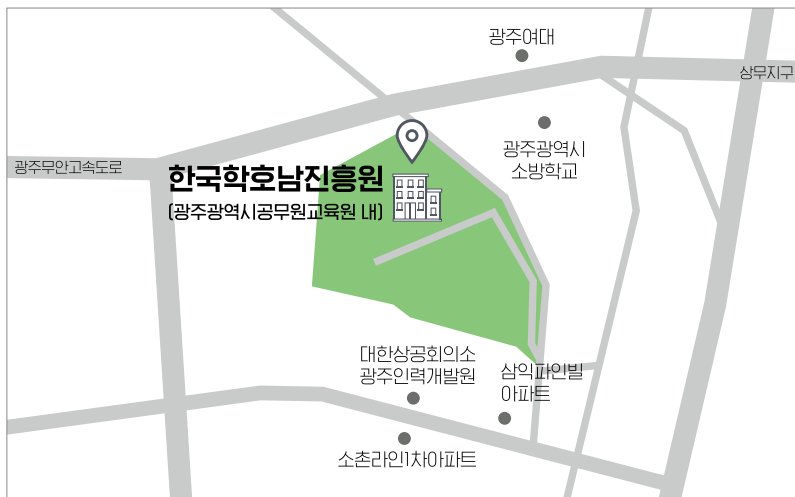 광주여대
상무지구
광주광역시
소방학교
광주무안고속도로
한국학호남진흥원
(광주광역시공무원교육원 내)
대한상공회의소
광주인력개발원
삼익파인빌
아파트
소촌라인1차아파트